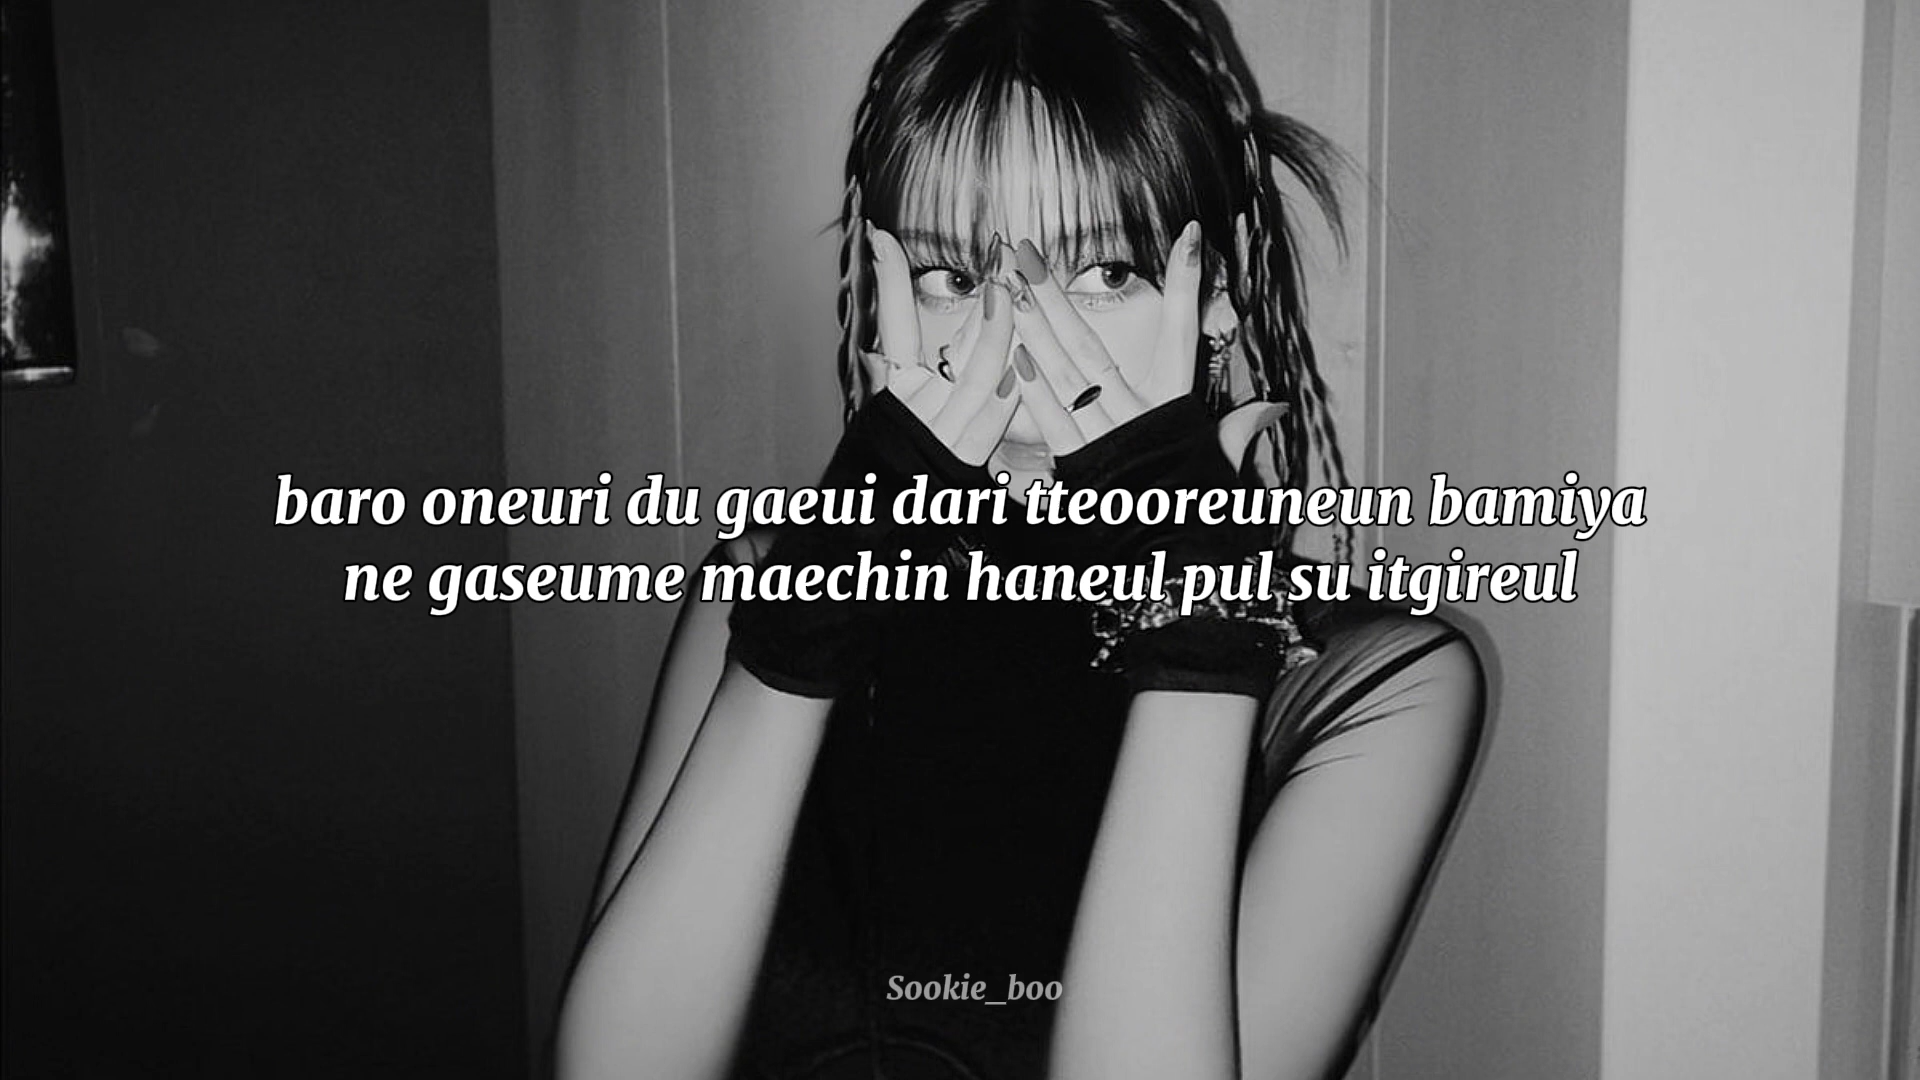 baro oneuri du gaeui dari tteooreuneun bamiya
ne gaseume maechin haneul pul su itgireul
Sookie_boo